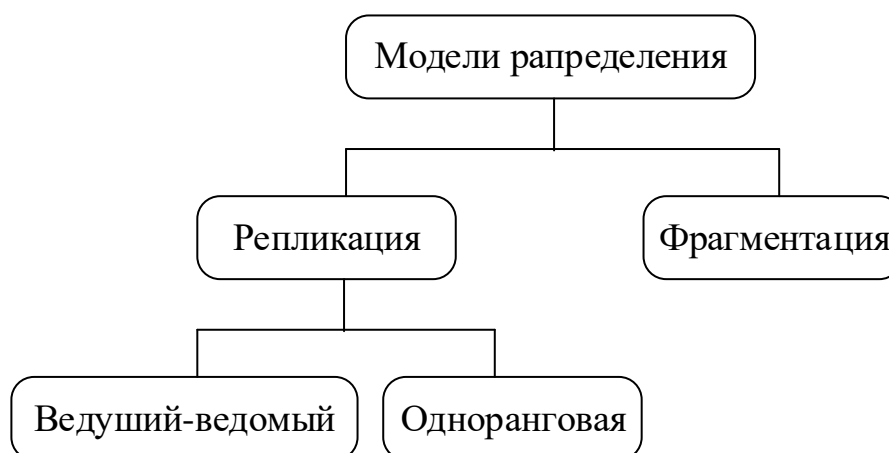 Модели рапределения
Репликация
Фрагментация
Ведуший-ведомый
Одноранговая